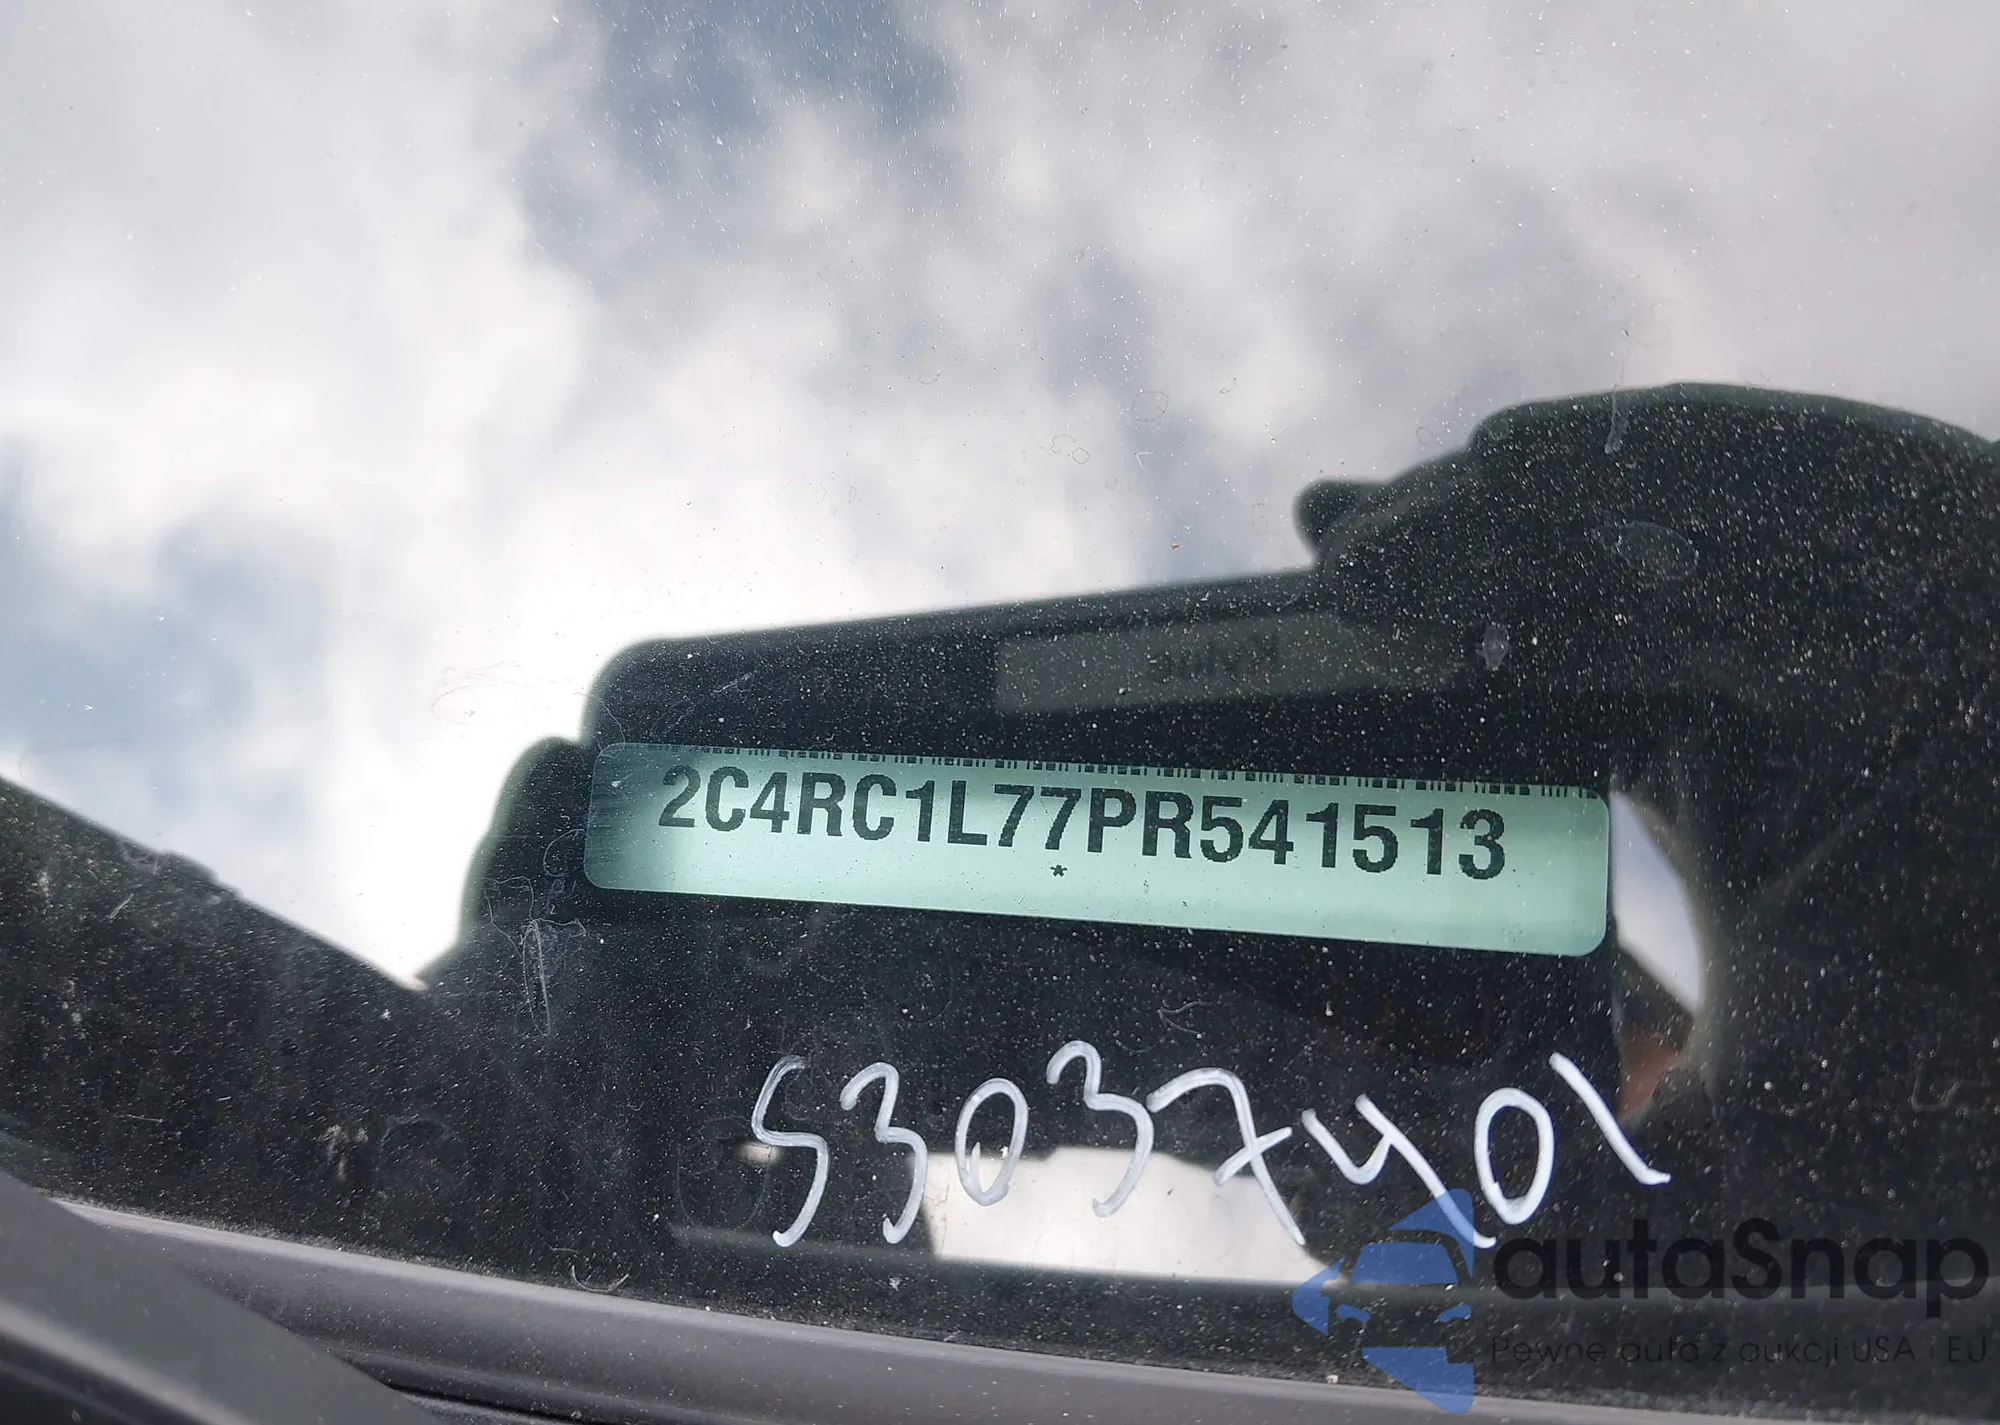 2C4RC1L77PR541513
*
53037401
autaSnap
Pewne auta z aukcji USA i EU